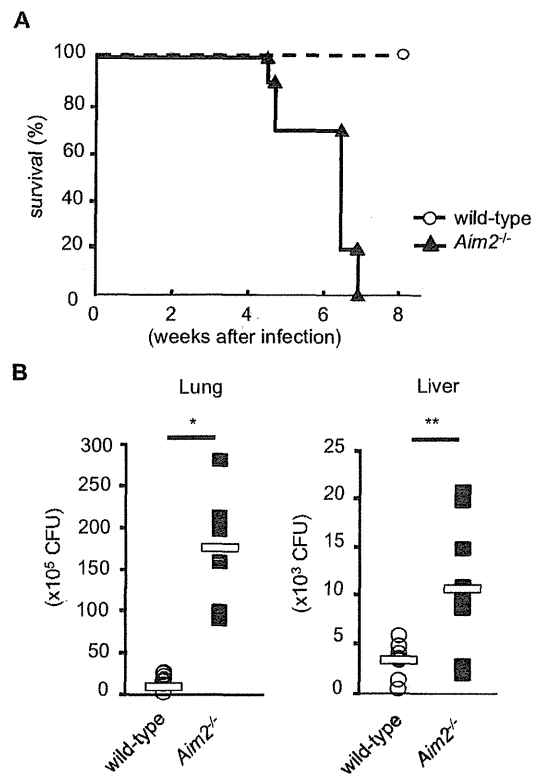 A
100
80
60
40
20
0
survival (%)
0 2 4 6 8
(weeks after infection)
wild-type
Aim2-/-
B
Lung
*
300
250
200
150
100
50
0
(x10⁵ CFU)
wild-type
Aim2-/-
Liver
**
25
20
15
10
5
0
(x10³ CFU)
wild-type
Aim2-/-